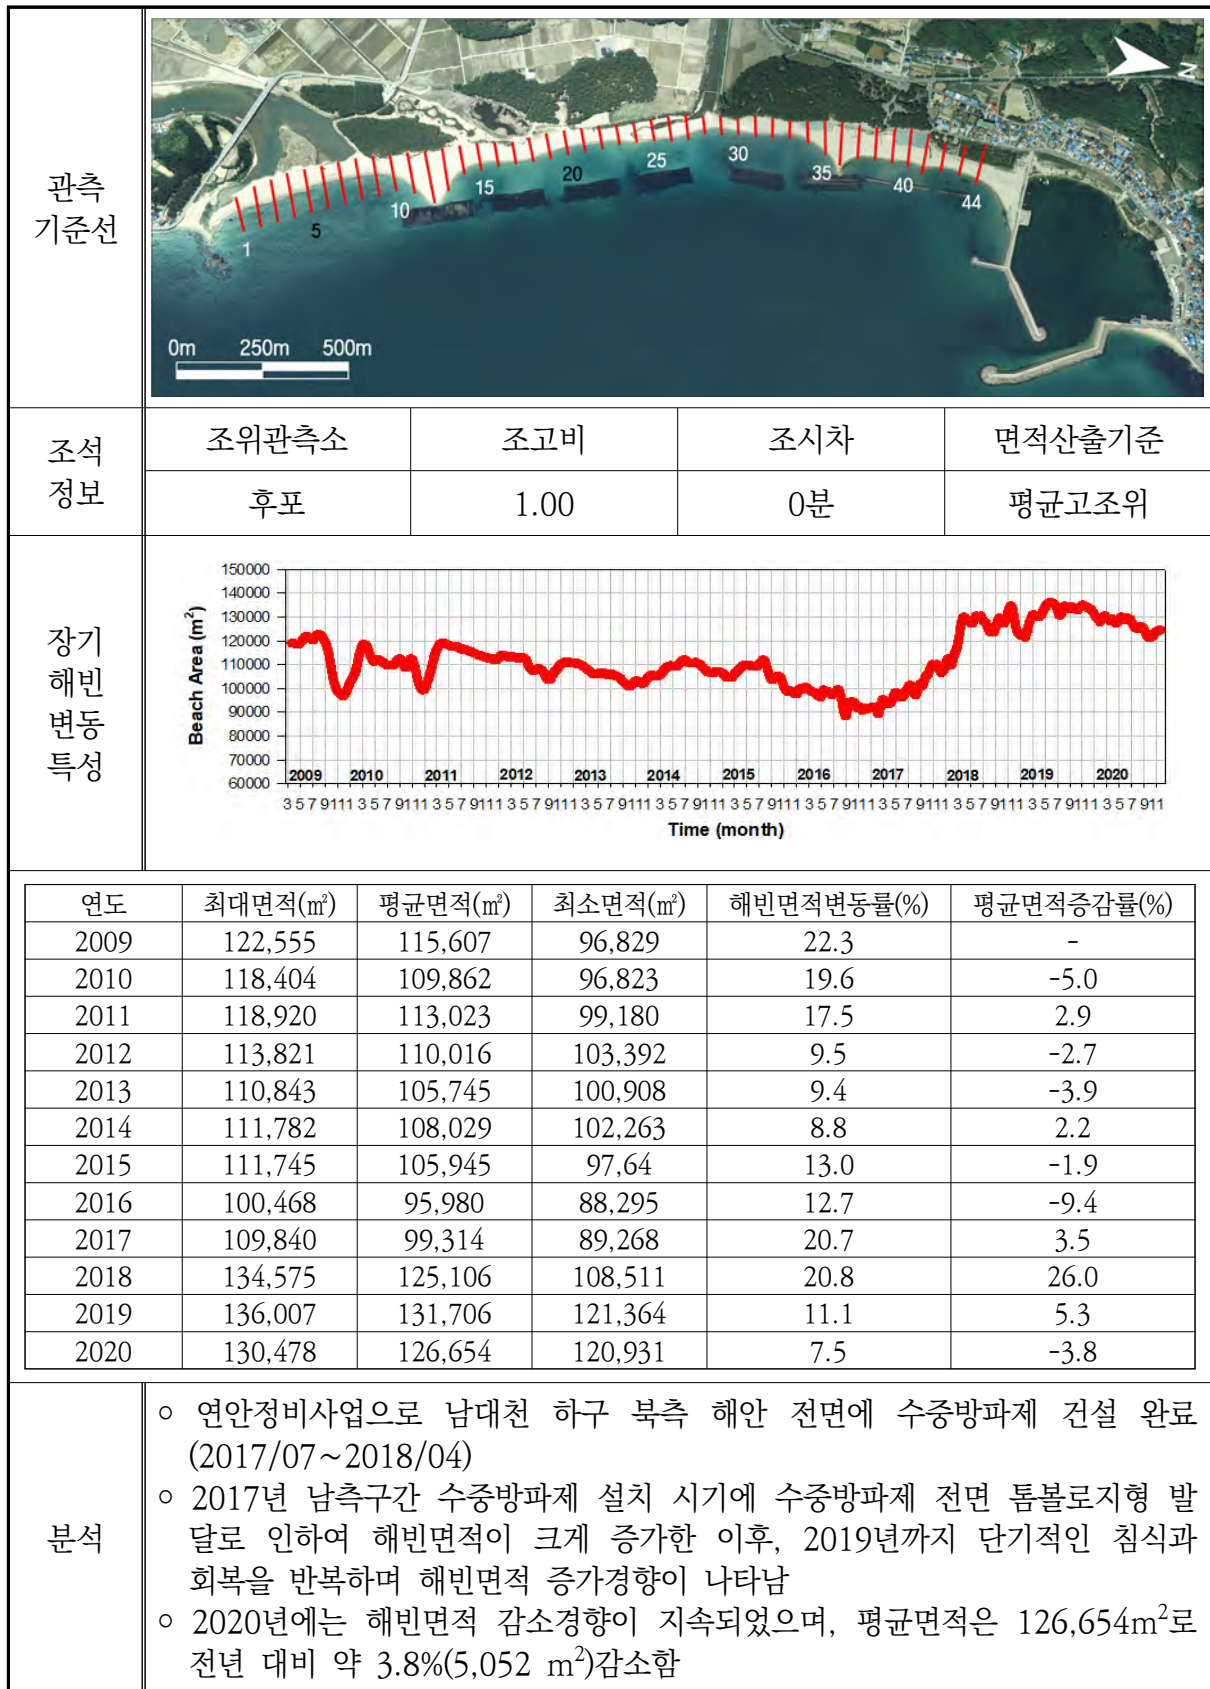 관측
기준선
N
1
5
10
15
20
25
30
35
40
44
0m 250m 500m
조석
정보
조위관측소 조고비 조시차 면적산출기준
후포 1.00 0분 평균고조위
장기
해빈
변동
특성
Beach Area (m²)
150000
140000
130000
120000
110000
100000
90000
80000
70000
60000
2009 2010 2011 2012 2013 2014 2015 2016 2017 2018 2019 2020
3 5 7 9 11 1 3 5 7 9 11 1 3 5 7 9 11 1 3 5 7 9 11 1 3 5 7 9 11 1 3 5 7 9 11 1 3 5 7 9 11 1 3 5 7 9 11 1 3 5 7 9 11 1 3 5 7 9 11 1 3 5 7 9 11 1 3 5 7 9 11
Time (month)
연도 최대면적(㎡) 평균면적(㎡) 최소면적(㎡) 해빈면적변동률(%) 평균면적증감률(%)
2009 122,555 115,607 96,829 22.3 -
2010 118,404 109,862 96,823 19.6 -5.0
2011 118,920 113,023 99,180 17.5 2.9
2012 113,821 110,016 103,392 9.5 -2.7
2013 110,843 105,745 100,908 9.4 -3.9
2014 111,782 108,029 102,263 8.8 2.2
2015 111,745 105,945 97,64 13.0 -1.9
2016 100,468 95,980 88,295 12.7 -9.4
2017 109,840 99,314 89,268 20.7 3.5
2018 134,575 125,106 108,511 20.8 26.0
2019 136,007 131,706 121,364 11.1 5.3
2020 130,478 126,654 120,931 7.5 -3.8
분석
○ 연안정비사업으로 남대천 하구 북측 해안 전면에 수중방파제 건설 완료
(2017/07~2018/04)
○ 2017년 남측구간 수중방파제 설치 시기에 수중방파제 전면 톰볼로지형 발
달로 인하여 해빈면적이 크게 증가한 이후, 2019년까지 단기적인 침식과
회복을 반복하며 해빈면적 증가경향이 나타남
○ 2020년에는 해빈면적 감소경향이 지속되었으며, 평균면적은 126,654m²로
전년 대비 약 3.8%(5,052 m²)감소함